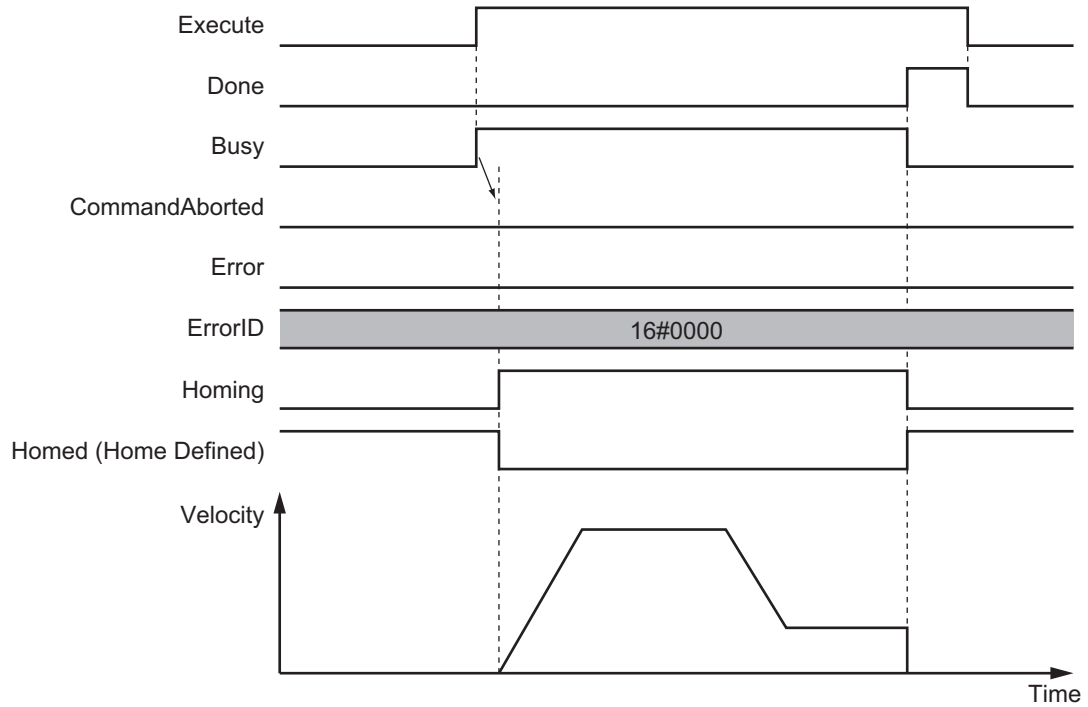 Execute
Done
Busy
CommandAborted
Error
ErrorID
16#0000
Homing
Homed (Home Defined)
Velocity
Time